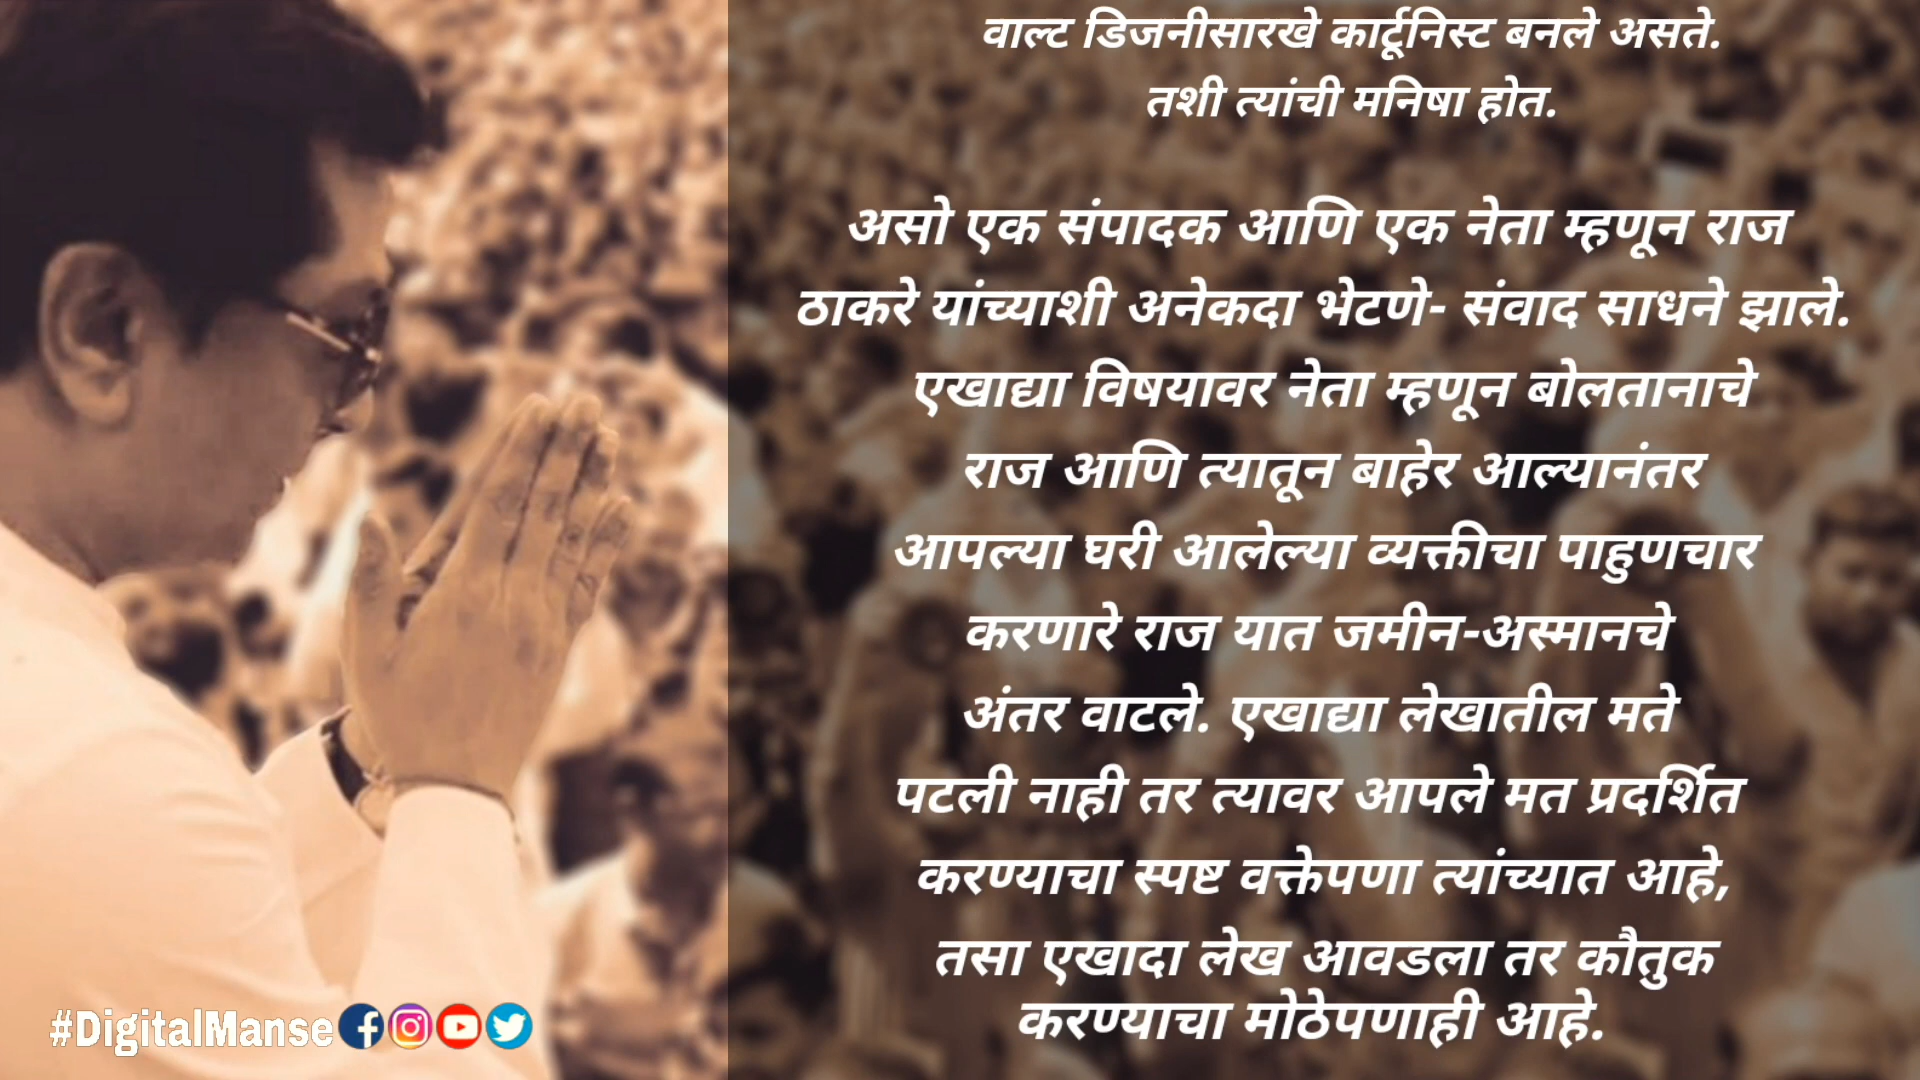 वाल्ट डिजनीसारखे कार्टूनिस्ट बनले असते.
तशी त्यांची मनिषा होत.
असो एक संपादक आणि एक नेता म्हणून राज
ठाकरे यांच्याशी अनेकदा भेटणे- संवाद साधने झाले.
एखाद्या विषयावर नेता म्हणून बोलतानाचे
राज आणि त्यातून बाहेर आल्यानंतर
आपल्या घरी आलेल्या व्यक्तीचा पाहुणचार
करणारे राज यात जमीन-अस्मानचे
अंतर वाटले. एखाद्या लेखातील मते
पटली नाही तर त्यावर आपले मत प्रदर्शित
करण्याचा स्पष्ट वक्तेपणा त्यांच्यात आहे,
तसा एखादा लेख आवडला तर कौतुक
करण्याचा मोठेपणाही आहे.
#DigitalManse